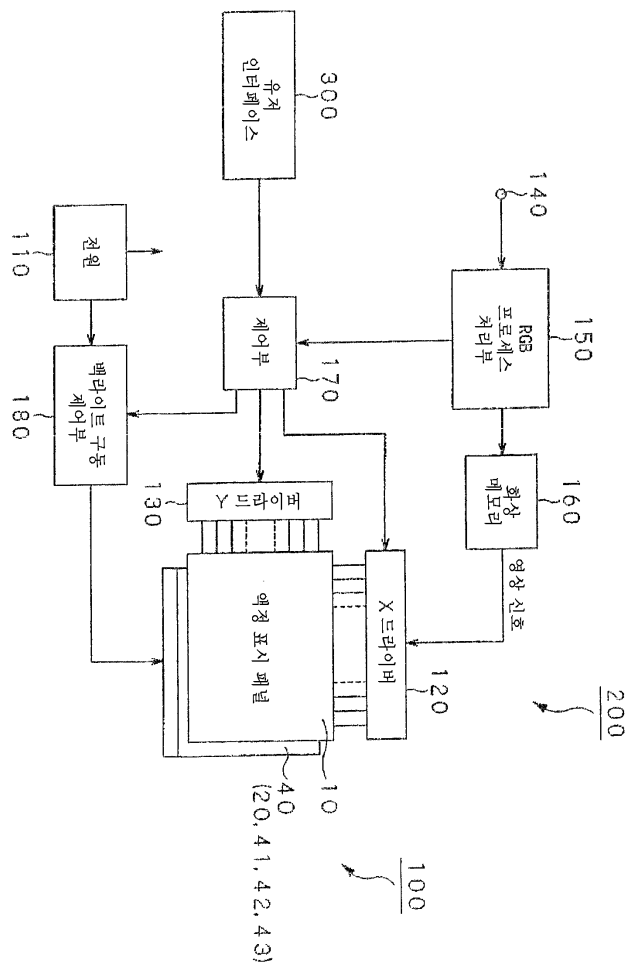 200
150
160
140
RGB
프로세스
처리부
화상
메모리
영상 신호
120
X 드라이버
100
300
유저
인터페이스
제어부
170
Y 드라이버
130
액정 표시 패널
10
40
(20, 41, 42, 43)
전원
110
백라이트 구동
제어부
180